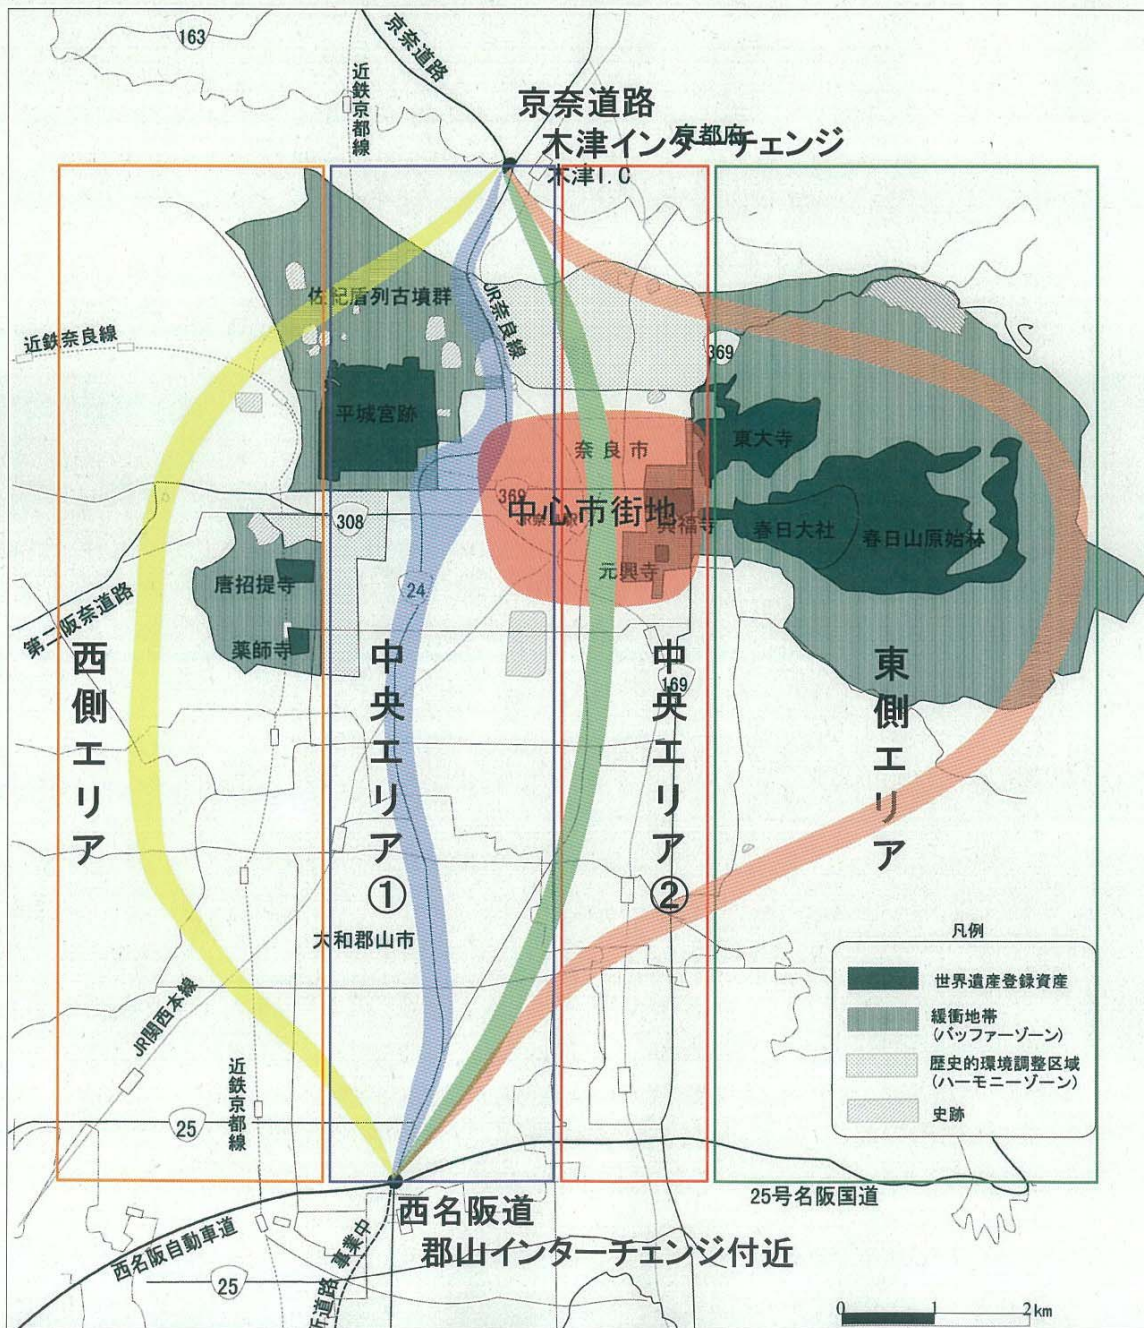 163
京奈道路
近鉄京都線
京奈道路
木津インターチェンジ
京都府
木津I.C
佐紀盾列古墳群
JR奈良線
近鉄奈良線
369
平城宮跡
東大寺
奈良市
369
中心市街地
興福寺
308
春日大社
春日山原始林
元興寺
唐招提寺
24
第二阪奈道路
薬師寺
169
西側エリア
中央エリア①
中央エリア②
東側エリア
大和郡山市
凡例
世界遺産登録資産
緩衝地帯
(バッファーゾーン)
歴史的環境調整区域
(ハーモニーゾーン)
史跡
JR関西本線
近鉄京都線
25
25号名阪国道
西名阪道
郡山インターチェンジ付近
西名阪自動車道
25
道路 事業中
0 1 2km